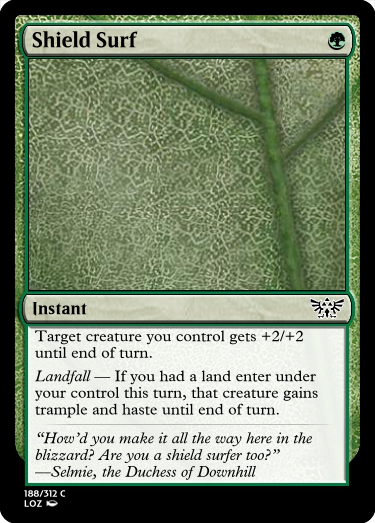 Shield Surf
Instant
Target creature you control gets +2/+2
until end of turn.
Landfall — If you had a land enter under
your control this turn, that creature gains
trample and haste until end of turn.
“How’d you make it all the way here in the
blizzard? Are you a shield surfer too?”
—Selmie, the Duchess of Downhill
188/312 C
LOZ